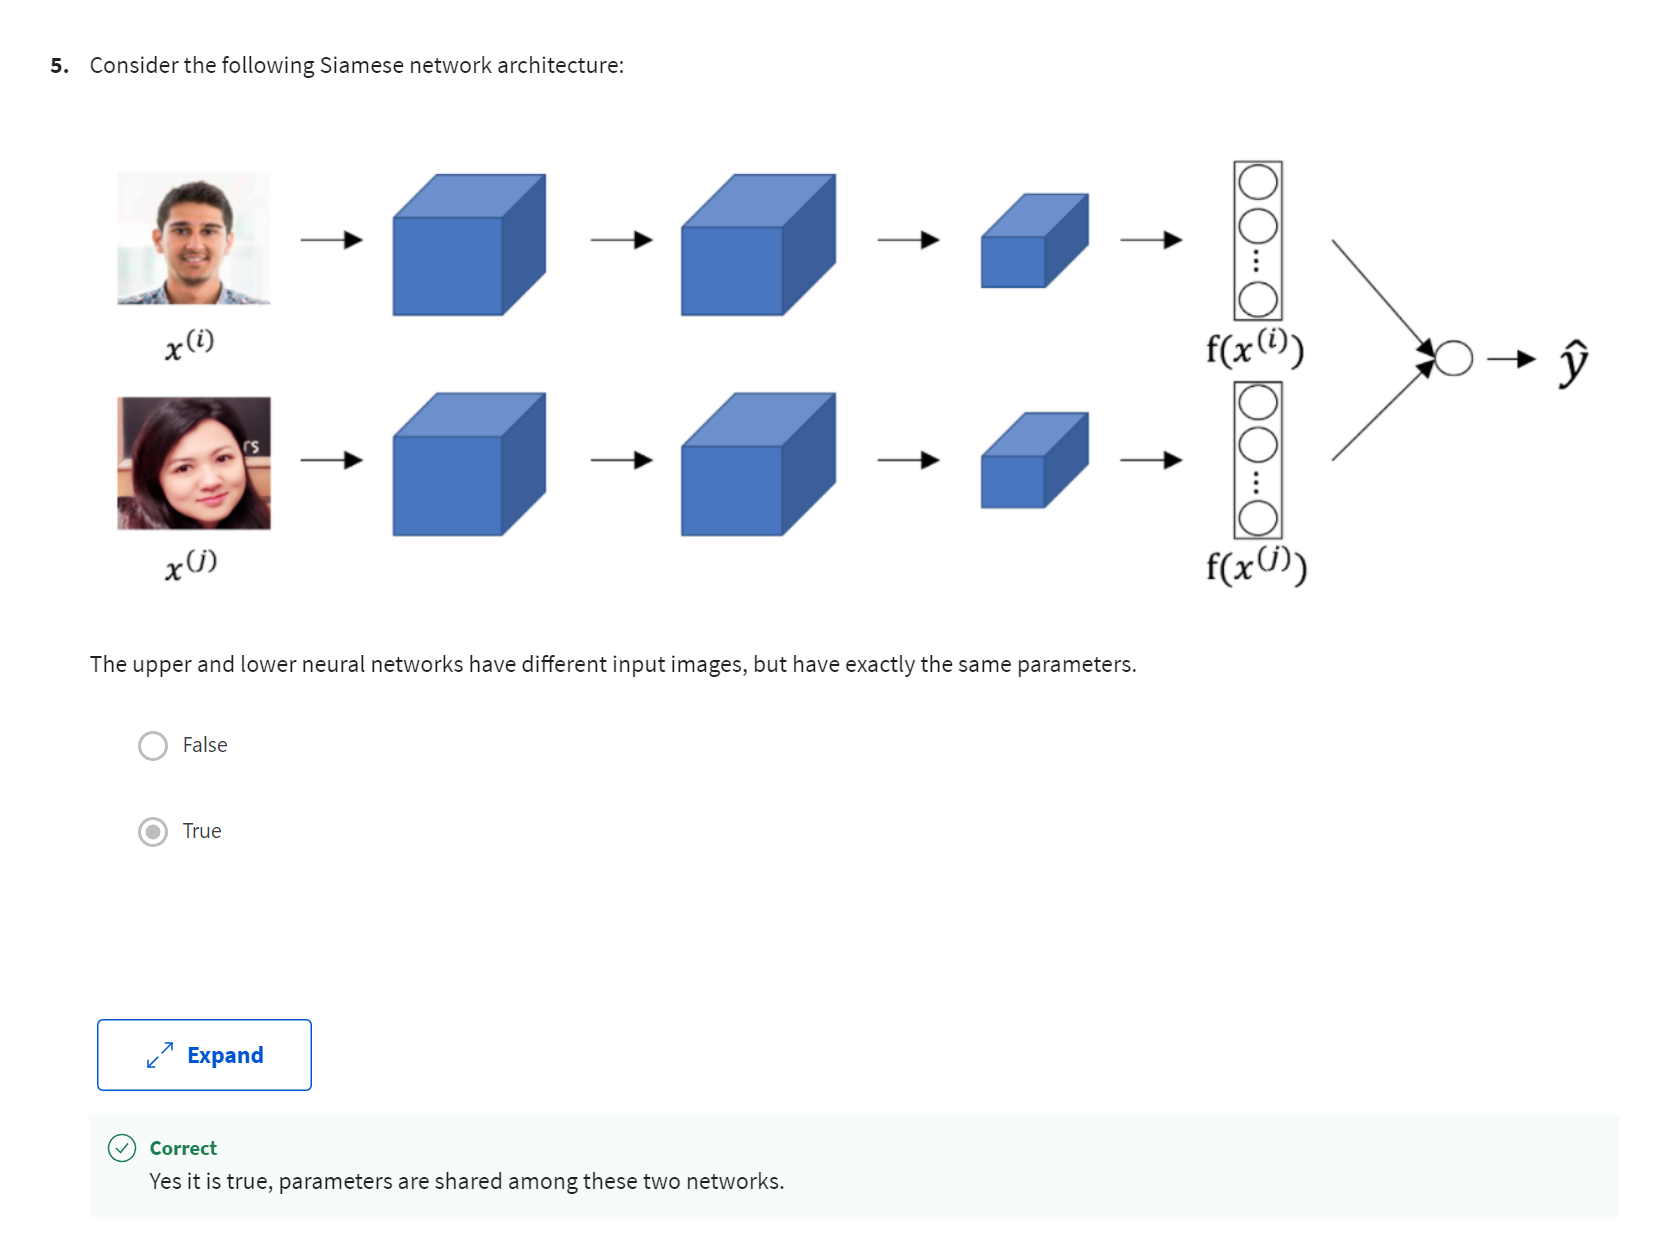 5. Consider the following Siamese network architecture:
x^(i)
f(x^(i))
ŷ
rs
x^(j)
f(x^(j))
The upper and lower neural networks have different input images, but have exactly the same parameters.
False
True
Expand
Correct
Yes it is true, parameters are shared among these two networks.